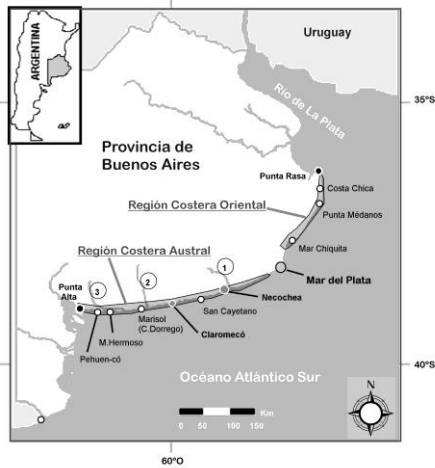 ARGENTINA
Uruguay
35°S
Río de La Plata
Provincia de
Buenos Aires
Punta Rasa
Costa Chica
Región Costera Oriental
Punta Médanos
Mar Chiquita
Región Costera Austral
Mar del Plata
1
2
3
Punta
Alta
Necochea
San Cayetano
Marisol
(C.Dorrego)
Claromecó
M.Hermoso
Pehuen-có
40°S
Océano Atlántico Sur
N
Km
0 50 100 150
60°O